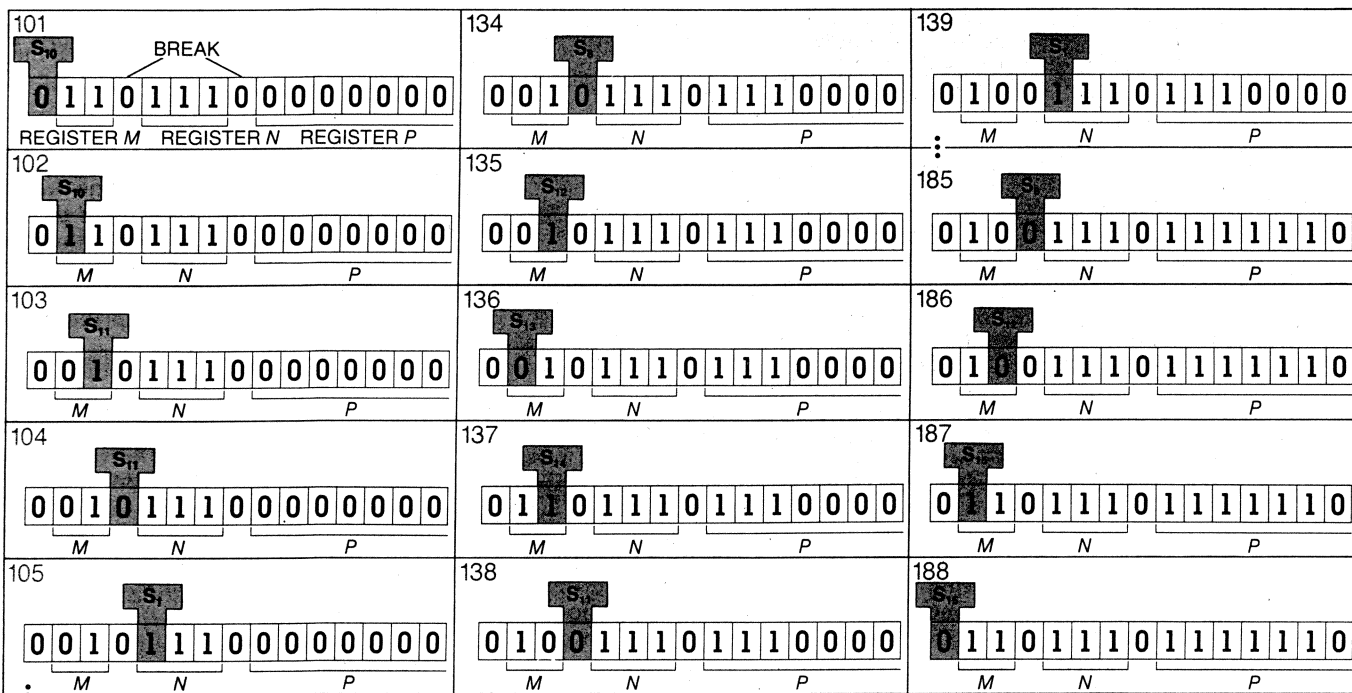 101
S₁₀
BREAK
0 1 1 0 1 1 1 0 0 0 0 0 0 0 0
REGISTER M REGISTER N REGISTER P
102
S₁₀
0 1 1 0 1 1 1 0 0 0 0 0 0 0 0
M N P
103
S₁₁
0 0 1 0 1 1 1 0 0 0 0 0 0 0 0
M N P
104
S₁₁
0 0 1 0 1 1 1 0 0 0 0 0 0 0 0
M N P
105
S₁
0 0 1 0 1 1 1 0 0 0 0 0 0 0 0
M N P
134
S₉
0 0 1 0 1 1 1 0 1 1 1 0 0 0 0
M N P
135
S₁₂
0 0 1 0 1 1 1 0 1 1 1 0 0 0 0
M N P
136
S₁₃
0 0 1 0 1 1 1 0 1 1 1 0 0 0 0
M N P
137
S₁₄
0 1 1 0 1 1 1 0 1 1 1 0 0 0 0
M N P
138
0 1 0 0 1 1 1 0 1 1 1 0 0 0 0
M N P
139
0 1 0 0 1 1 1 0 1 1 1 0 0 0 0
M N P
185
S₉
0 1 0 0 1 1 1 0 1 1 1 1 1 1 0
M N P
186
S₁₂
0 1 0 0 1 1 1 0 1 1 1 1 1 1 0
M N P
187
0 1 1 0 1 1 1 0 1 1 1 1 1 1 0
M N P
188
0 1 1 0 1 1 1 0 1 1 1 1 1 1 0
M N P